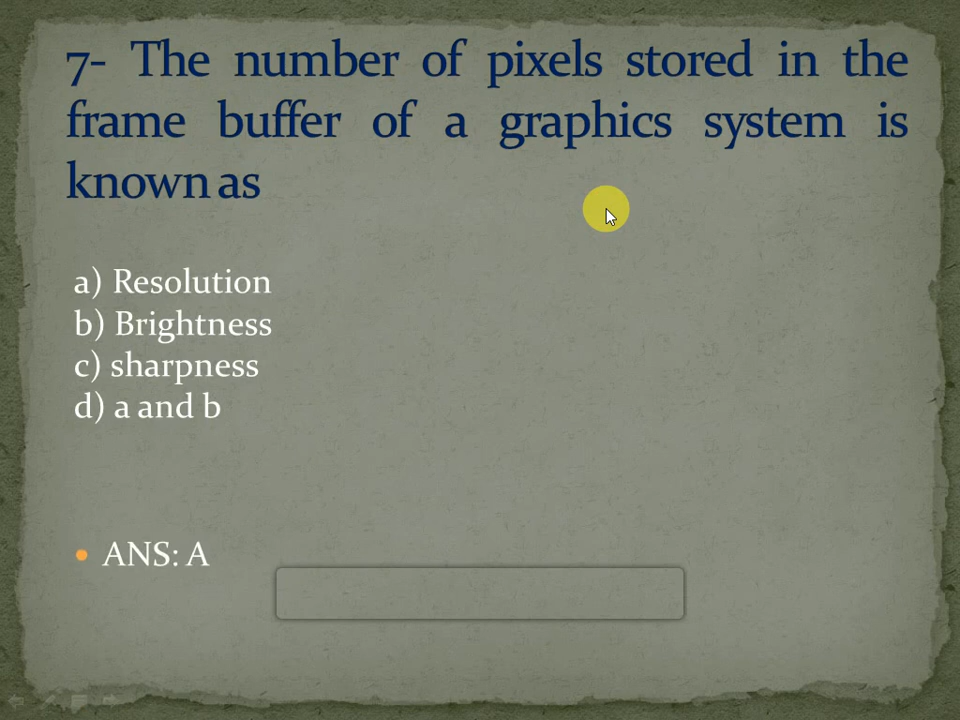 7- The number of pixels stored in the
frame buffer of a graphics system is
known as
a) Resolution
b) Brightness
c) sharpness
d) a and b
• ANS: A